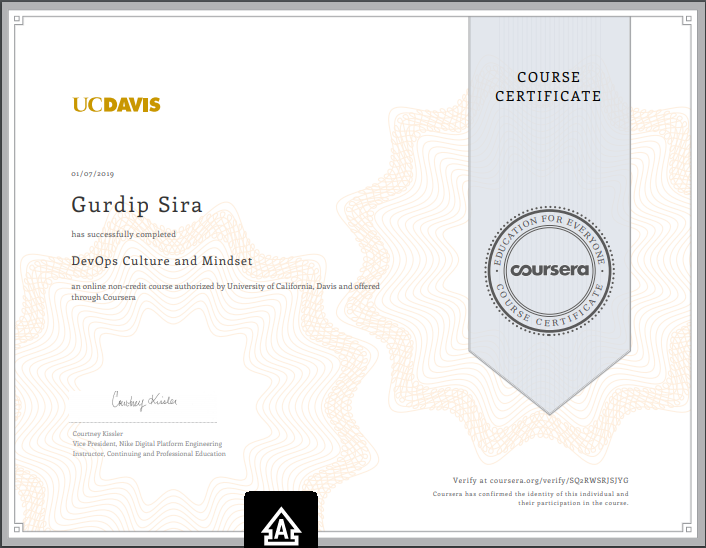 UCDAVIS
COURSE
CERTIFICATE
01/07/2019
Gurdip Sira
has successfully completed
DevOps Culture and Mindset
an online non-credit course authorized by University of California, Davis and offered
through Coursera
EDUCATION FOR EVERYONE
coursera
COURSE CERTIFICATE
Courtney Kissler
Courtney Kissler
Vice President, Nike Digital Platform Engineering
Instructor, Continuing and Professional Education
Verify at coursera.org/verify/SQ2RWSRJSJYG
Coursera has confirmed the identity of this individual and
their participation in the course.
A